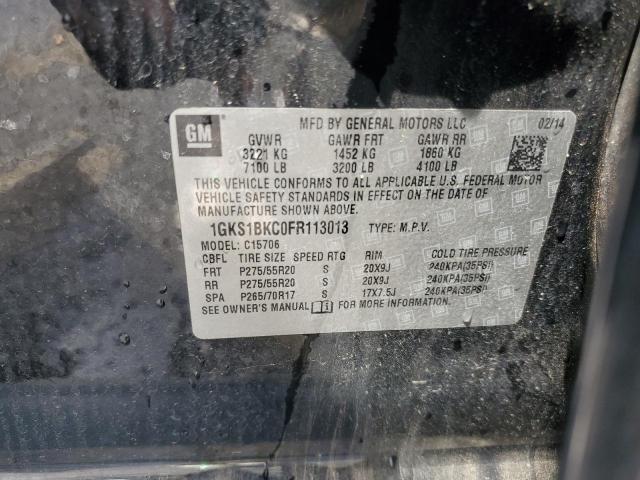 GM
MFD BY GENERAL MOTORS LLC 02/14
GVWR GAWR FRT GAWR RR
3221 KG 1452 KG 1860 KG
7100 LB 3200 LB 4100 LB
THIS VEHICLE CONFORMS TO ALL APPLICABLE U.S. FEDERAL MOTOR
VEHICLE SAFETY STANDARDS IN EFFECT ON THE DATE OF
MANUFACTURE SHOWN ABOVE.
1GKS1BKC0FR113013 TYPE: M.P.V.
MODEL: C15706
CBFL TIRE SIZE SPEED RTG RIM COLD TIRE PRESSURE
FRT P275/55R20 S 20X9J 240KPA(35PSI)
RR P275/55R20 S 20X9J 240KPA(35PSI)
SPA P265/70R17 S 17X7.5J 240KPA(35PSI)
SEE OWNER'S MANUAL FOR MORE INFORMATION.